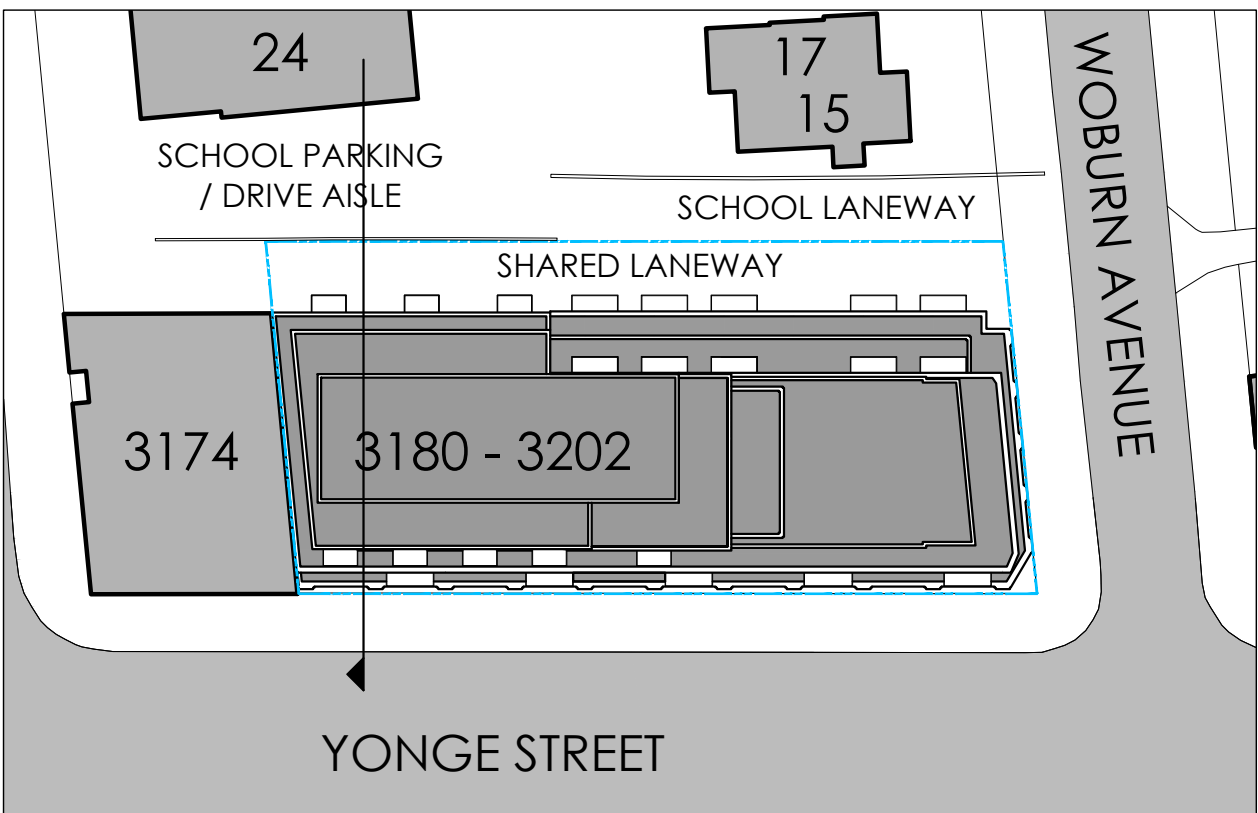 24
17
15
WOBURN AVENUE
SCHOOL PARKING
/ DRIVE AISLE
SCHOOL LANEWAY
SHARED LANEWAY
3174
3180 - 3202
YONGE STREET